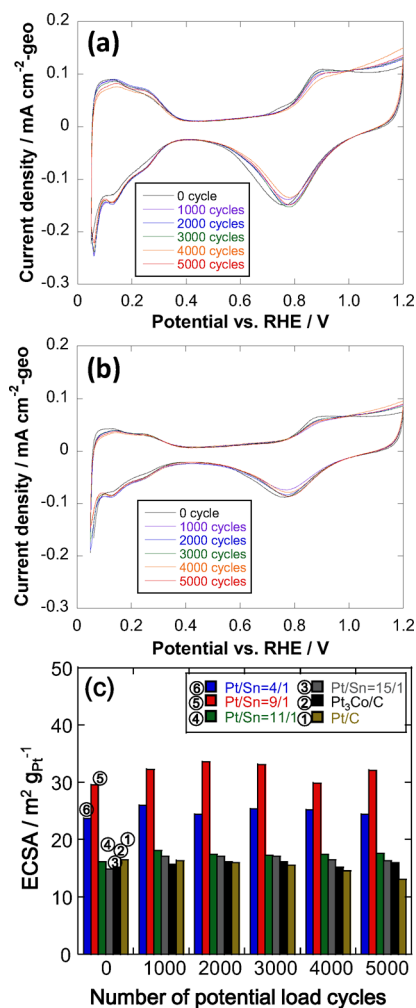 (a)
0.2
0.1
0
-0.1
-0.2
-0.3
Current density / mA cm-2-geo
0 cycle
1000 cycles
2000 cycles
3000 cycles
4000 cycles
5000 cycles
0 0.2 0.4 0.6 0.8 1.0 1.2
Potential vs. RHE / V
(b)
0.2
0.1
0
-0.1
-0.2
-0.3
Current density / mA cm-2-geo
0 cycle
1000 cycles
2000 cycles
3000 cycles
4000 cycles
5000 cycles
0 0.2 0.4 0.6 0.8 1.0 1.2
Potential vs. RHE / V
(c)
50
40
30
20
10
0
ECSA / m² gPt⁻¹
⑥ Pt/Sn=4/1 ③ Pt/Sn=15/1
⑤ Pt/Sn=9/1 ② Pt₃Co/C
④ Pt/Sn=11/1 ① Pt/C
⑥ ⑤ ④ ③ ② ①
0 1000 2000 3000 4000 5000
Number of potential load cycles